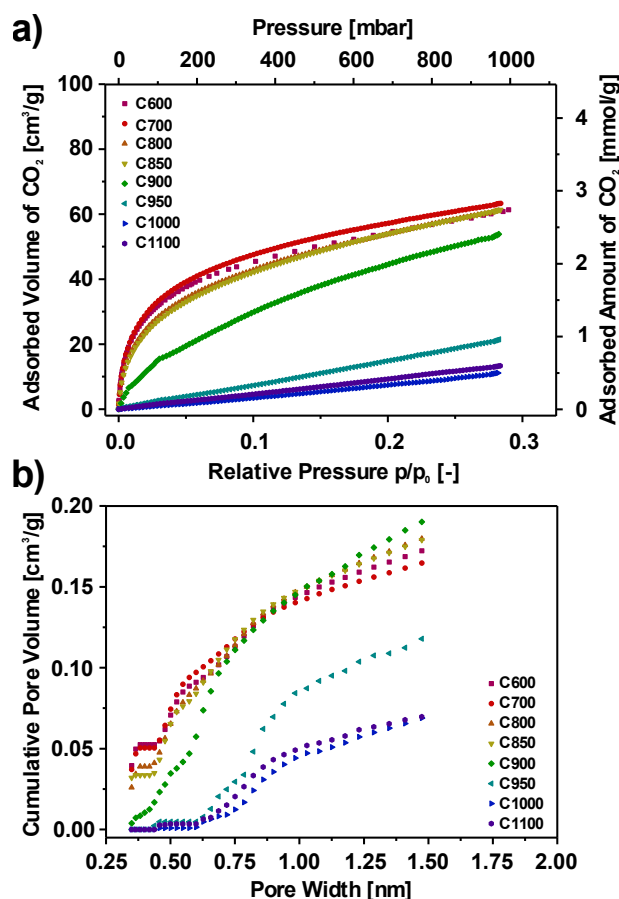 a)
Pressure [mbar]
0 200 400 600 800 1000
Adsorbed Volume of CO₂ [cm³/g]
100
80
60
40
20
0
C600
C700
C800
C850
C900
C950
C1000
C1100
4
3
2
1
0
Adsorbed Amount of CO₂ [mmol/g]
0.0 0.1 0.2 0.3
Relative Pressure p/p₀ [-]
b)
Cumulative Pore Volume [cm³/g]
0.20
0.15
0.10
0.05
0.00
C600
C700
C800
C850
C900
C950
C1000
C1100
0.25 0.50 0.75 1.00 1.25 1.50 1.75 2.00
Pore Width [nm]